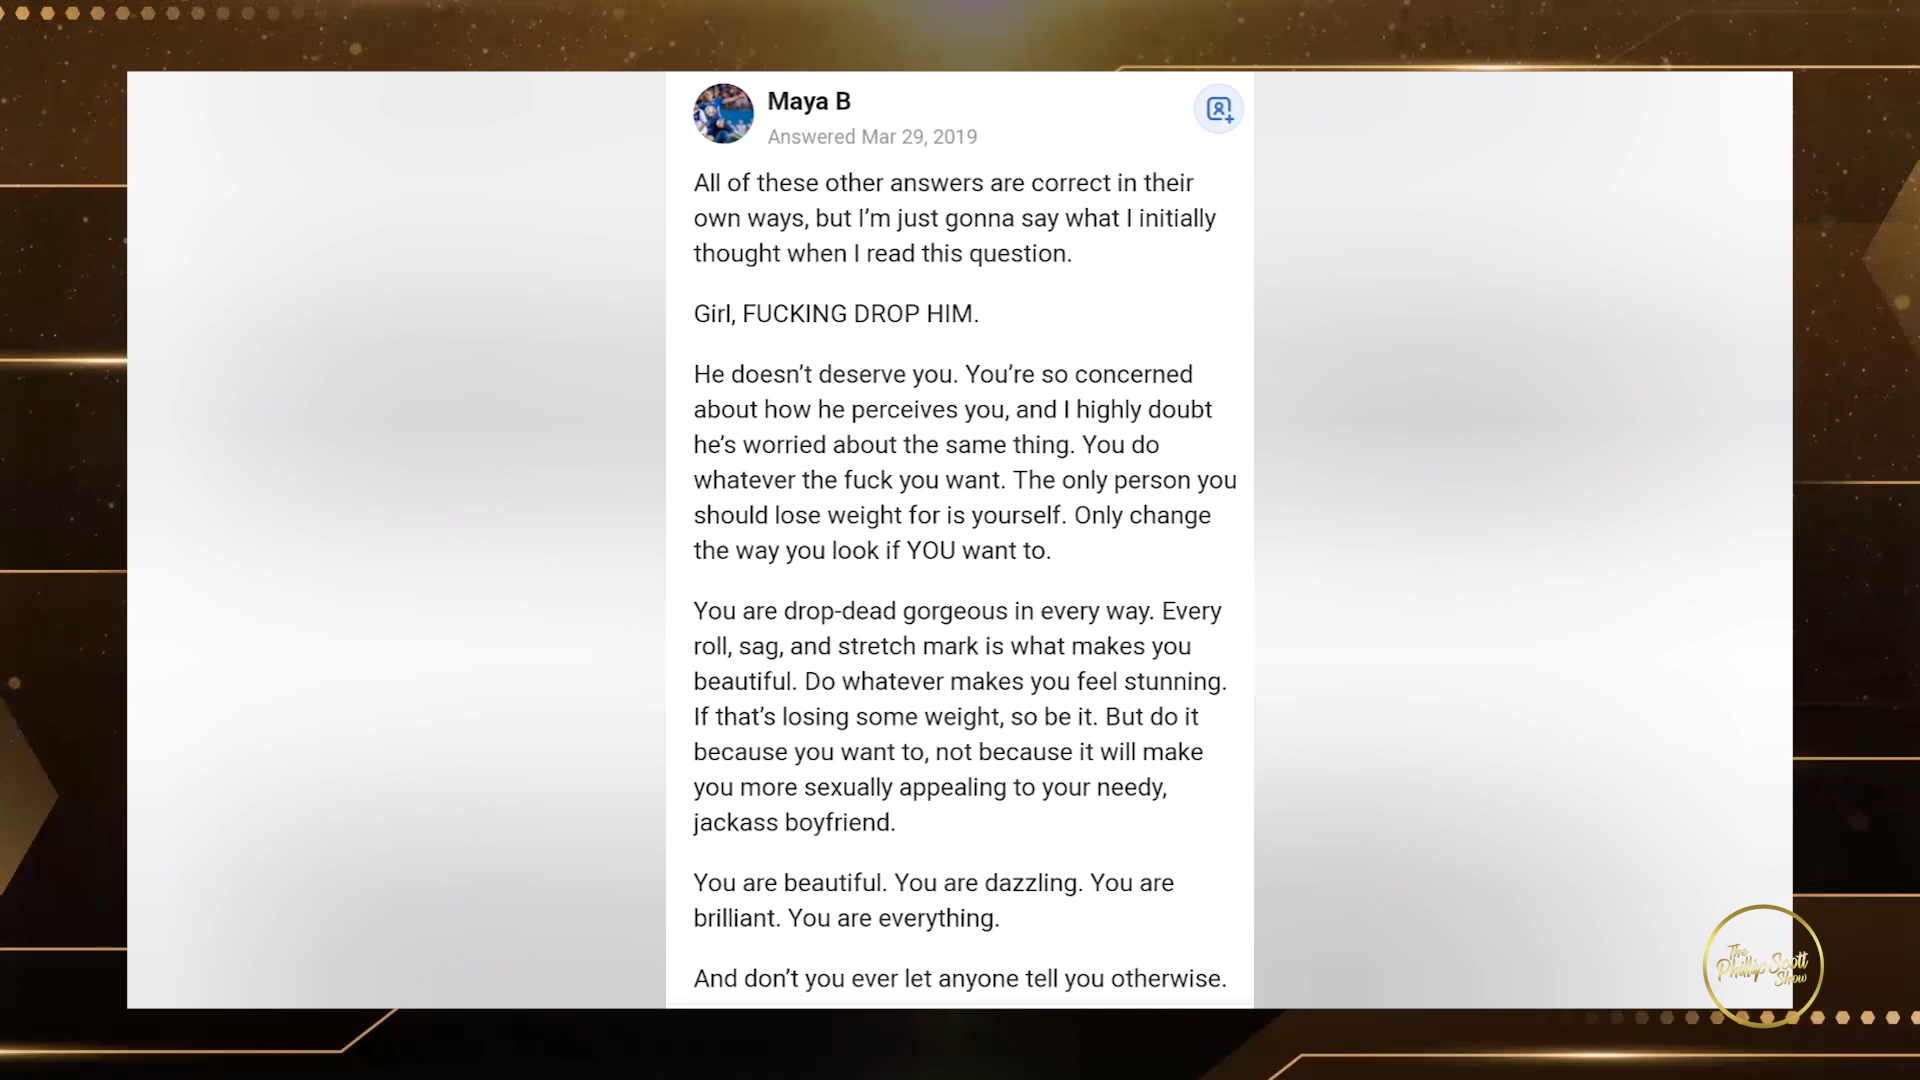 Maya B
Answered Mar 29, 2019
All of these other answers are correct in their
own ways, but I’m just gonna say what I initially
thought when I read this question.
Girl, FUCKING DROP HIM.
He doesn’t deserve you. You’re so concerned
about how he perceives you, and I highly doubt
he’s worried about the same thing. You do
whatever the fuck you want. The only person you
should lose weight for is yourself. Only change
the way you look if YOU want to.
You are drop-dead gorgeous in every way. Every
roll, sag, and stretch mark is what makes you
beautiful. Do whatever makes you feel stunning.
If that’s losing some weight, so be it. But do it
because you want to, not because it will make
you more sexually appealing to your needy,
jackass boyfriend.
You are beautiful. You are dazzling. You are
brilliant. You are everything.
And don’t you ever let anyone tell you otherwise.
The
Phillip Scott
Show